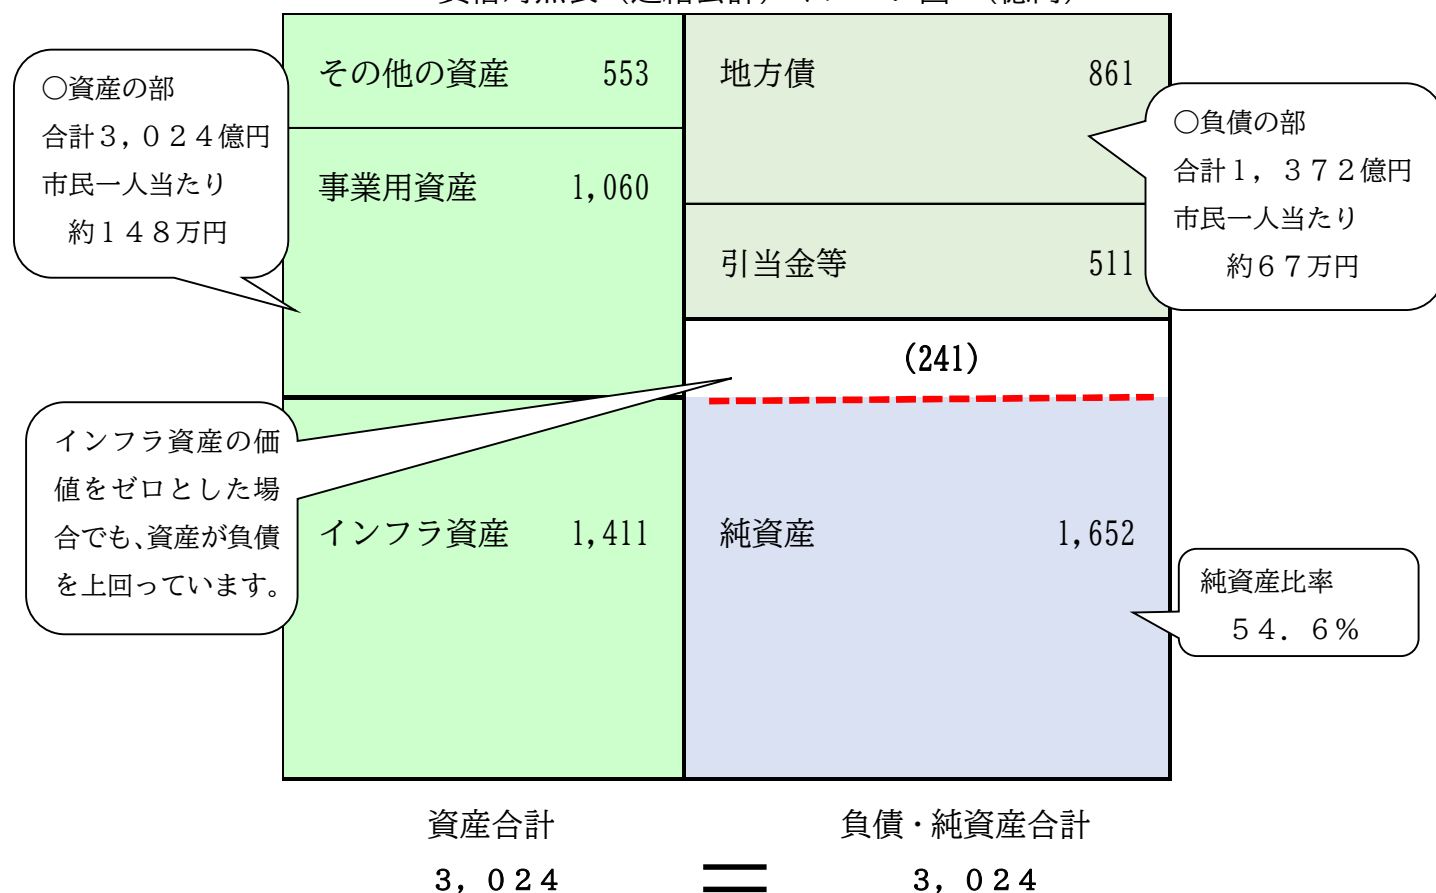 その他の資産 553
事業用資産 1,060
インフラ資産 1,411
地方債 861
引当金等 511
(241)
純資産 1,652
○資産の部
合計3,024億円
市民一人当たり
約148万円
○負債の部
合計1,372億円
市民一人当たり
約67万円
インフラ資産の価
値をゼロとした場
合でも、資産が負債
を上回っています。
純資産比率
54.6%
資産合計
3,024
=
負債・純資産合計
3,024